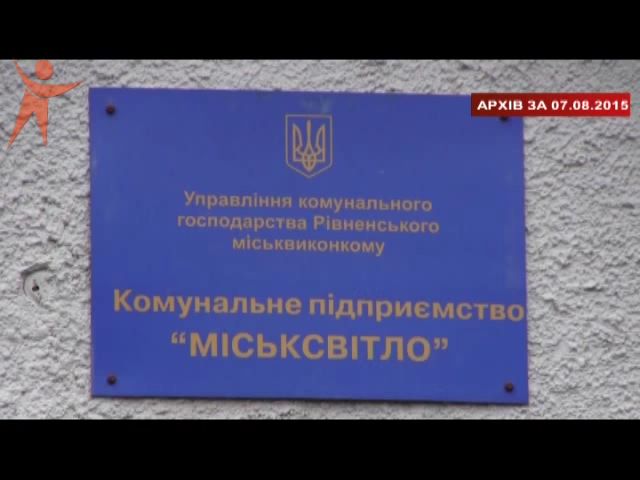 АРХІВ ЗА 07.08.2015
Управління комунального
господарства Рівненського
міськвиконкому
Комунальне підприємство
“МІСЬКСВІТЛО”